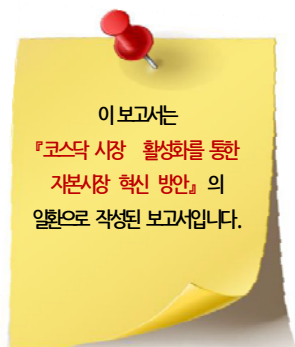 이 보고서는
『코스닥 시장 활성화를 통한
자본시장 혁신 방안』의
일환으로 작성된 보고서입니다.